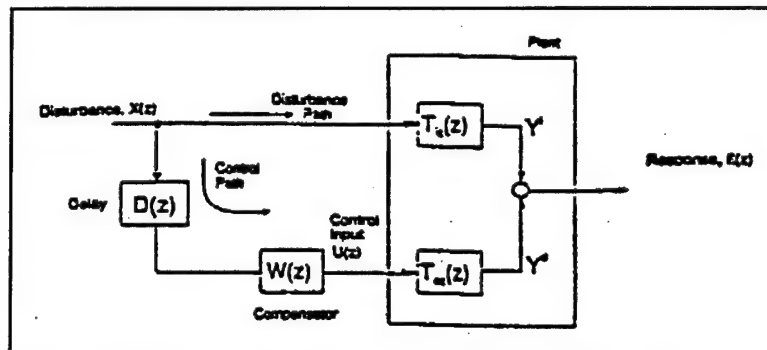 Plant
Disturbance, X(z)
Disturbance
Path
T (z)
Y
Response, E(z)
Control
Path
Delay
D(z)
Control
Input
U(z)
W(z)
T (z)
Y
Compensator